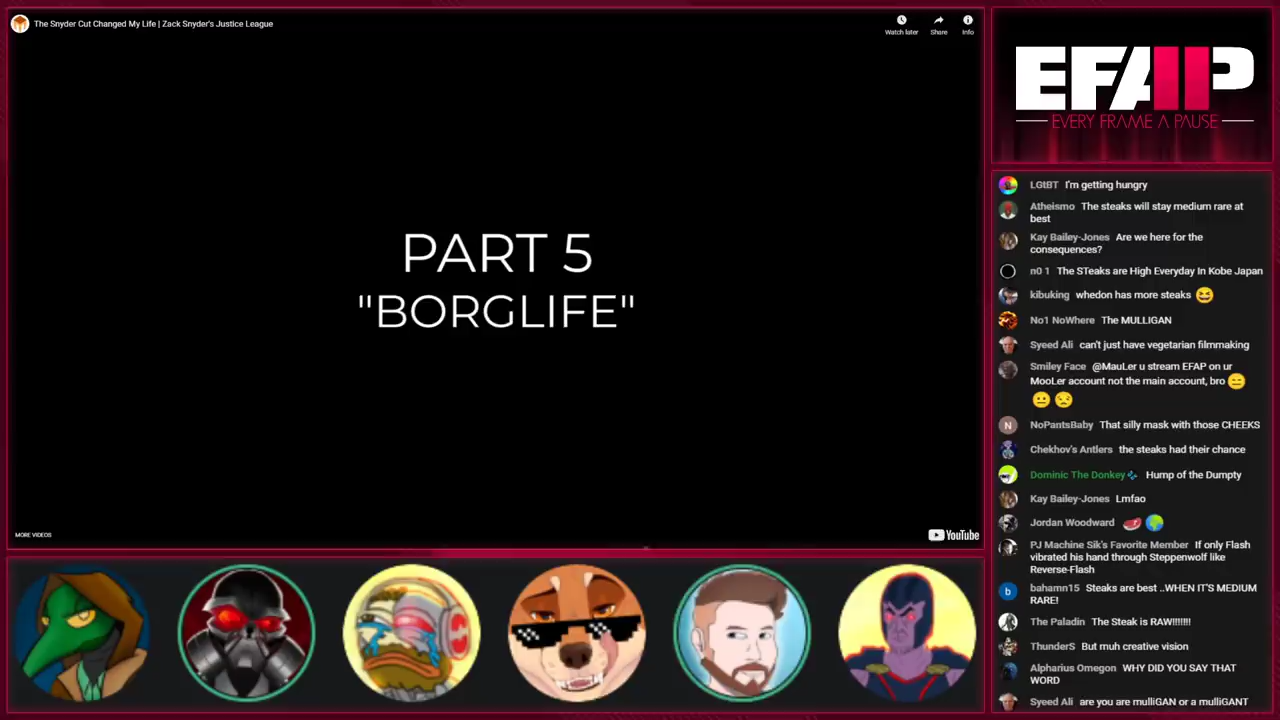 The Snyder Cut Changed My Life | Zack Snyder's Justice League
Watch later
Share
Info
PART 5
"BORGLIFE"
MORE VIDEOS
YouTube
EFAP
EVERY FRAME A PAUSE
LGtBT I'm getting hungry
Atheismo The steaks will stay medium rare at
best
Kay Bailey-Jones Are we here for the
consequences?
n0 1 The STeaks are High Everyday In Kobe Japan
kibuking whedon has more steaks 😆
No1 NoWhere The MULLIGAN
Syeed Ali can't just have vegetarian filmmaking
Smiley Face @MauLer u stream EFAP on ur
MooLer account not the main account, bro 😑
😐 😒
N
NoPantsBaby That silly mask with those CHEEKS
Chekhov's Antlers the steaks had their chance
Dominic The Donkey Hump of the Dumpty
Kay Bailey-Jones Lmfao
Jordan Woodward 🥩 🌍
PJ Machine Sik's Favorite Member If only Flash
vibrated his hand through Steppenwolf like
Reverse-Flash
b
bahamn15 Steaks are best ..WHEN IT'S MEDIUM
RARE!
The Paladin The Steak is RAW!!!!!!!
ThunderS But muh creative vision
Alpharius Omegon WHY DID YOU SAY THAT
WORD
Syeed Ali are you are mulliGAN or a mulliGANT